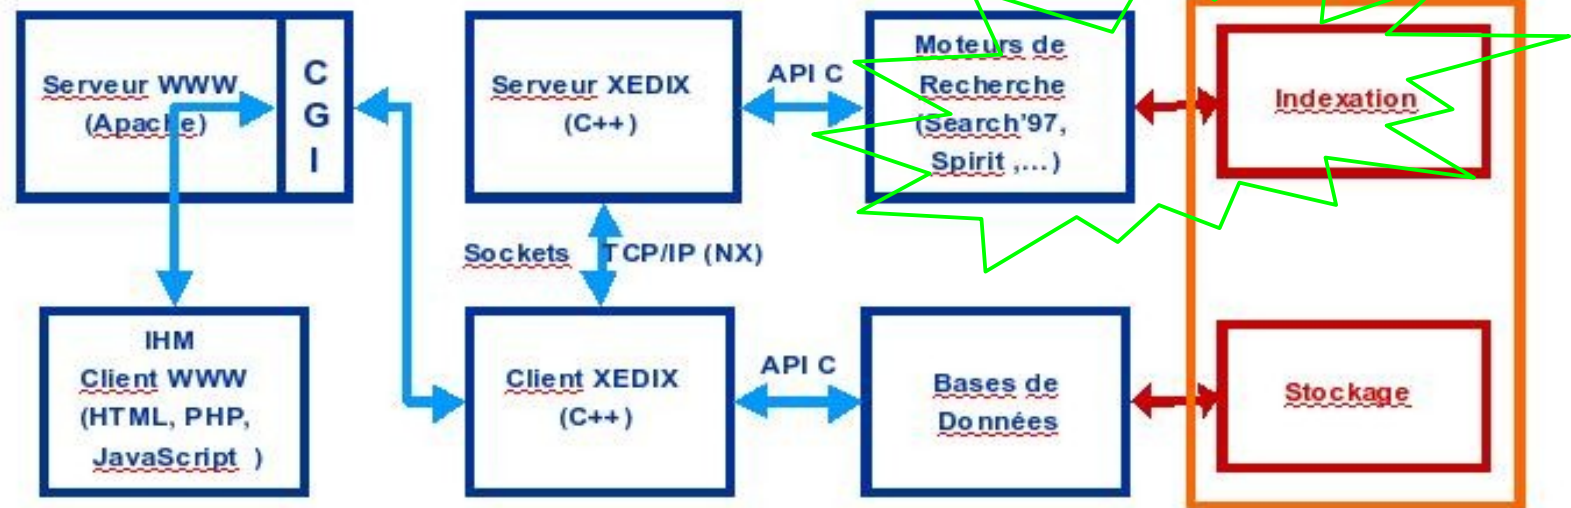 Serveur WWW
(Apache)
C
G
I
Serveur XEDIX
(C++)
API C
Moteurs de
Recherche
(Search'97,
Spirit ,...)
Indexation
Sockets TCP/IP (NX)
IHM
Client WWW
(HTML, PHP,
JavaScript )
Client XEDIX
(C++)
API C
Bases de
Données
Stockage